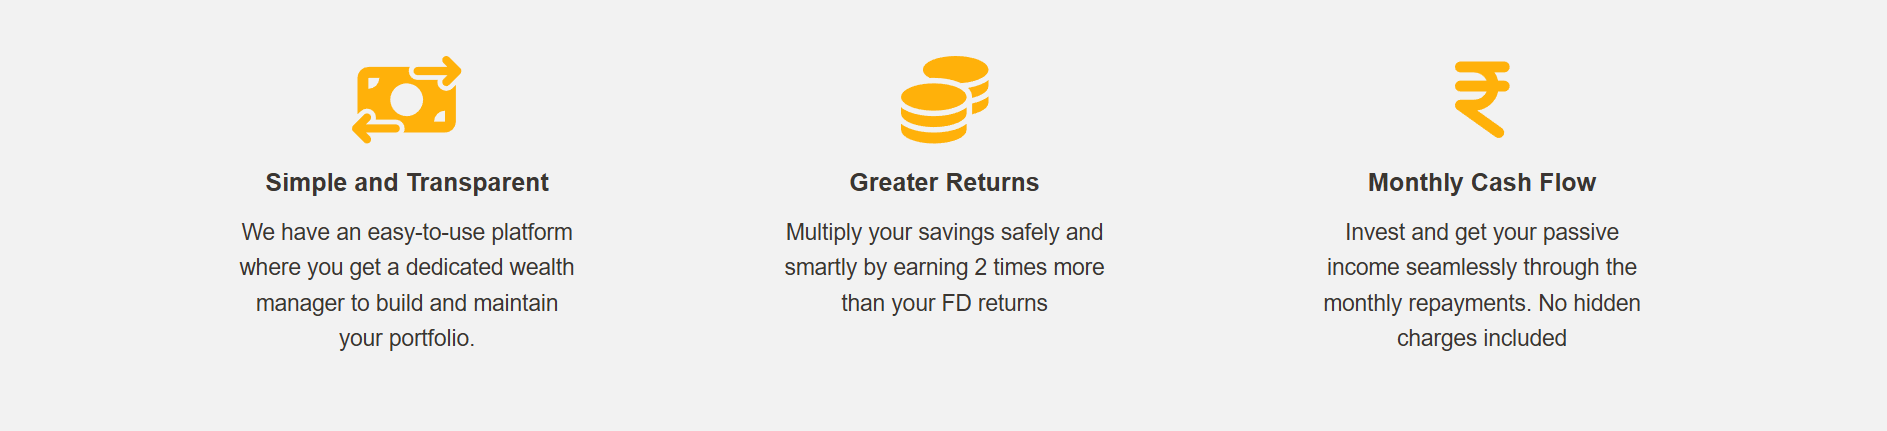 Simple and Transparent
We have an easy-to-use platform
where you get a dedicated wealth
manager to build and maintain
your portfolio.
Greater Returns
Multiply your savings safely and
smartly by earning 2 times more
than your FD returns
Monthly Cash Flow
Invest and get your passive
income seamlessly through the
monthly repayments. No hidden
charges included